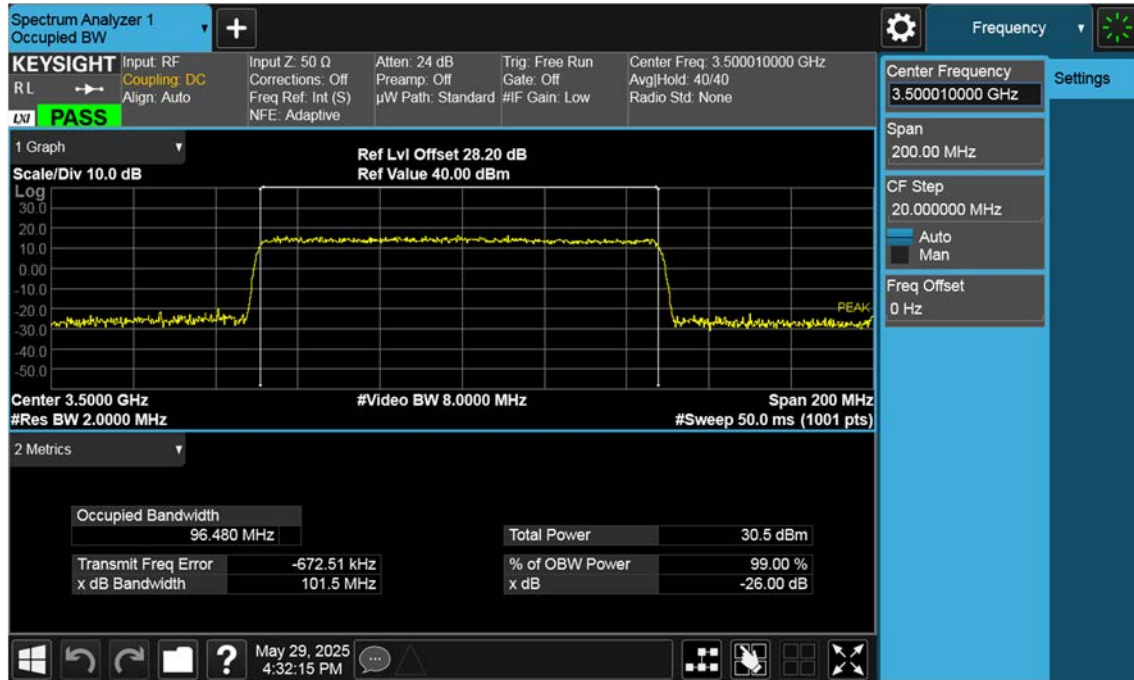 Spectrum Analyzer 1
Occupied BW
+
Frequency
KEYSIGHT
R L
LXI PASS
Input: RF
Coupling: DC
Align: Auto
Input Z: 50 Ω
Corrections: Off
Freq Ref: Int (S)
NFE: Adaptive
Atten: 24 dB
Preamp: Off
µW Path: Standard
Trig: Free Run
Gate: Off
#IF Gain: Low
Center Freq: 3.500010000 GHz
Avg|Hold: 40/40
Radio Std: None
Center Frequency
3.500010000 GHz
Settings
Span
200.00 MHz
CF Step
20.000000 MHz
Auto
Man
Freq Offset
0 Hz
1 Graph
Scale/Div 10.0 dB
Ref Lvl Offset 28.20 dB
Ref Value 40.00 dBm
Log
30.0
20.0
10.0
0.00
-10.0
-20.0
-30.0
-40.0
-50.0
PEAK
Center 3.5000 GHz
#Video BW 8.0000 MHz
Span 200 MHz
#Res BW 2.0000 MHz
#Sweep 50.0 ms (1001 pts)
2 Metrics
Occupied Bandwidth
96.480 MHz
Total Power 30.5 dBm
Transmit Freq Error -672.51 kHz
% of OBW Power 99.00 %
x dB Bandwidth 101.5 MHz
x dB -26.00 dB
?
May 29, 2025
4:32:15 PM